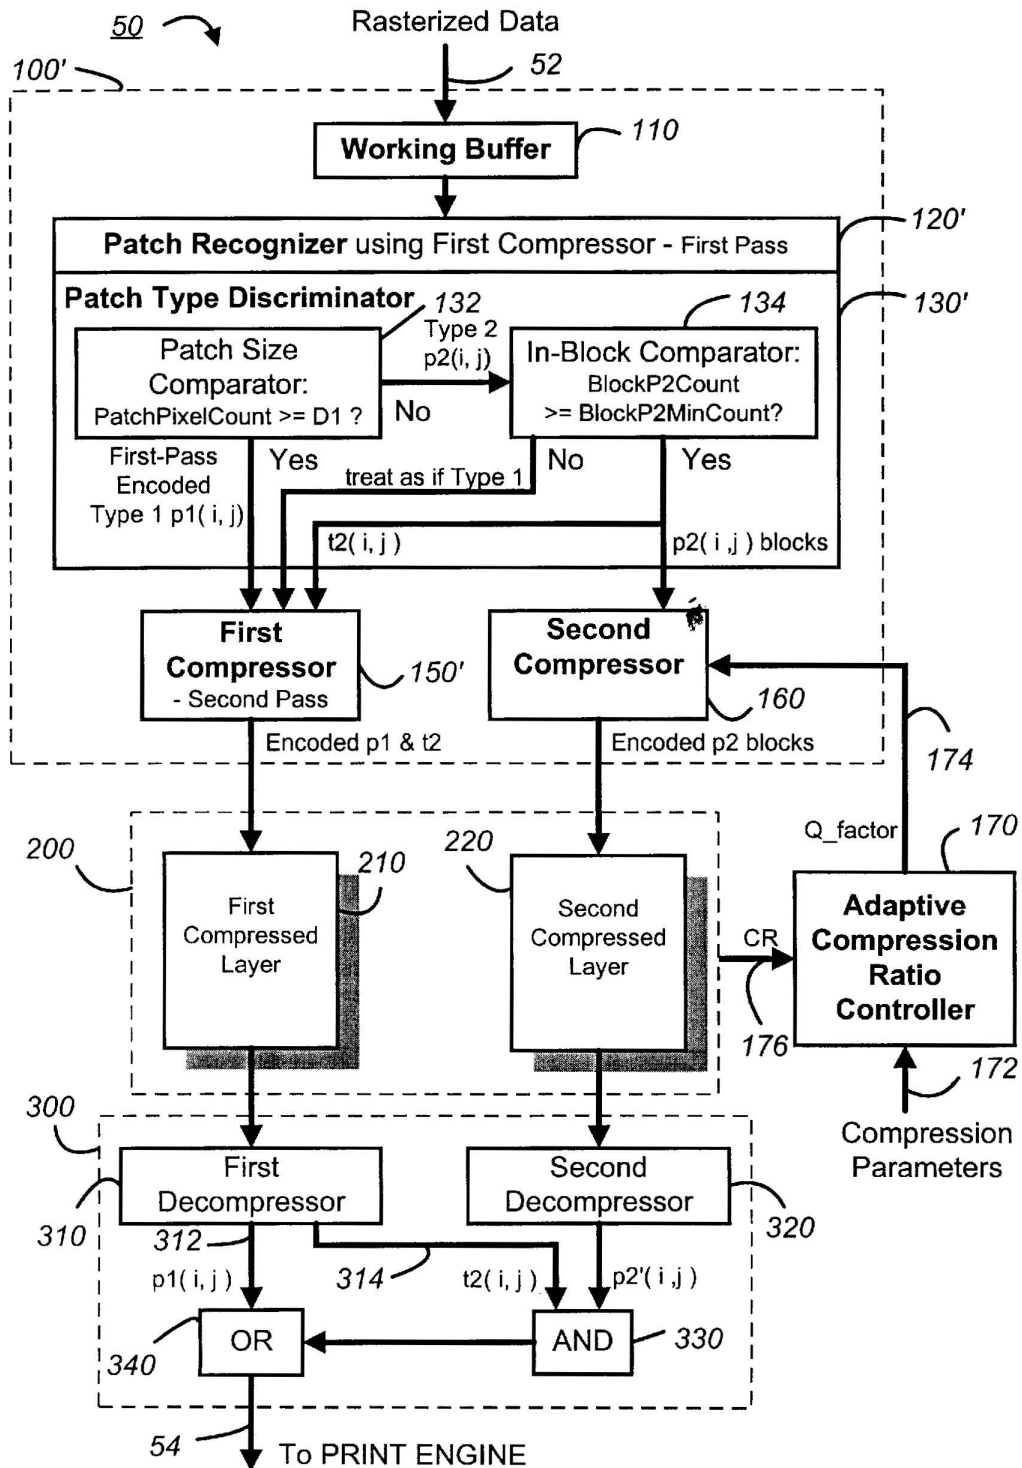 50
Rasterized Data
52
100'
Working Buffer
110
Patch Recognizer using First Compressor - First Pass
120'
Patch Type Discriminator
130'
132
134
Patch Size
Comparator:
PatchPixelCount >= D1 ?
Type 2
p2(i, j)
No
In-Block Comparator:
BlockP2Count
>= BlockP2MinCount?
First-Pass
Encoded
Type 1 p1( i, j)
Yes
No
Yes
treat as if Type 1
t2( i, j )
p2( i ,j ) blocks
First
Compressor
- Second Pass
150'
Second
Compressor
160
Encoded p1 & t2
Encoded p2 blocks
174
Q_factor
170
200
210
220
First
Compressed
Layer
Second
Compressed
Layer
CR
176
Adaptive
Compression
Ratio
Controller
172
Compression
Parameters
300
First
Decompressor
310
Second
Decompressor
320
312
314
p1( i, j )
t2( i, j )
p2'( i ,j )
OR
340
AND
330
54
To PRINT ENGINE